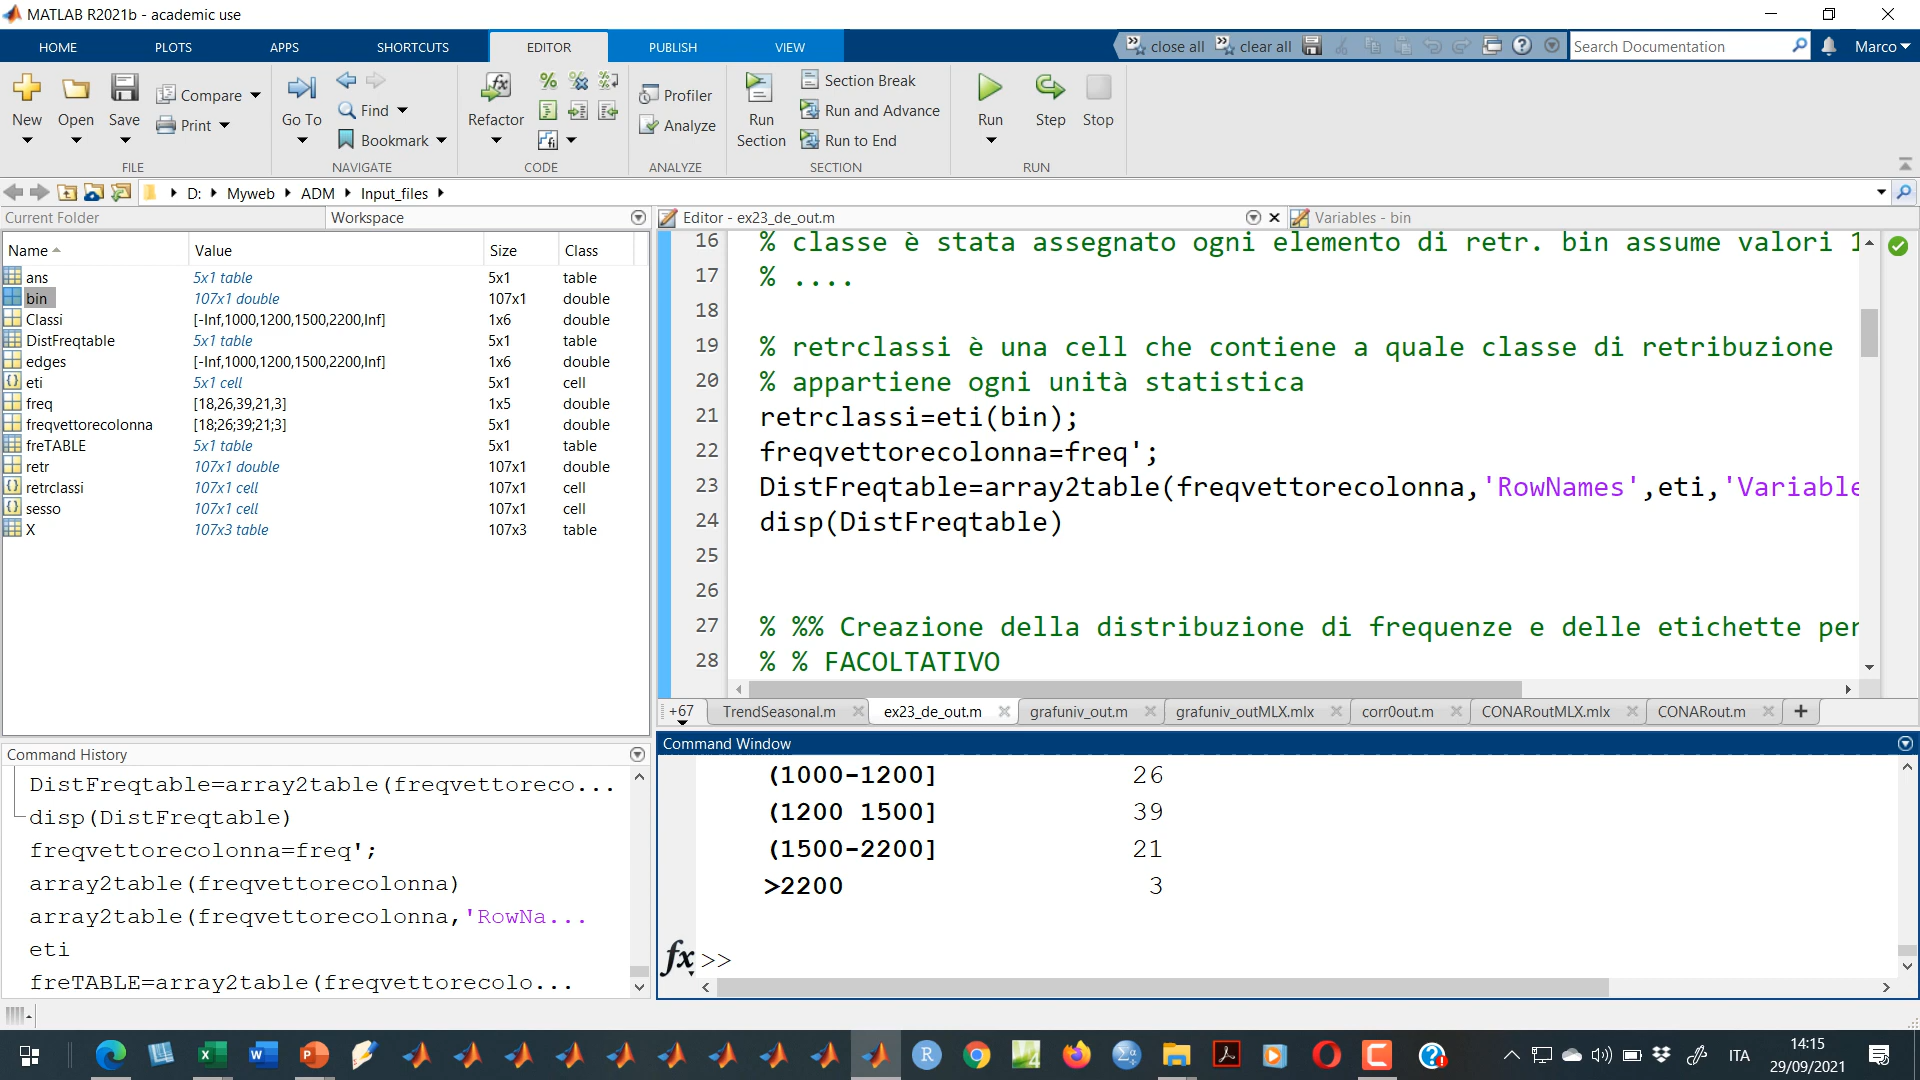 MATLAB R2021b - academic use
HOME PLOTS APPS SHORTCUTS EDITOR PUBLISH VIEW close all clear all Search Documentation Marco
New Open Save Compare Print
FILE
Go To Find Bookmark
NAVIGATE
Refactor
CODE
Profiler Analyze
ANALYZE
Run Section Section Break Run and Advance Run to End
SECTION
Run Step Stop
RUN
D: Myweb ADM Input_files
Current Folder Workspace
Name Value Size Class
ans 5x1 table 5x1 table
bin 107x1 double 107x1 double
Classi [-Inf,1000,1200,1500,2200,Inf] 1x6 double
DistFreqtable 5x1 table 5x1 table
edges [-Inf,1000,1200,1500,2200,Inf] 1x6 double
eti 5x1 cell 5x1 cell
freq [18,26,39,21,3] 1x5 double
freqvettorecolonna [18;26;39;21;3] 5x1 double
freTABLE 5x1 table 5x1 table
retr 107x1 double 107x1 double
retrclassi 107x1 cell 107x1 cell
sesso 107x1 cell 107x1 cell
X 107x3 table 107x3 table
Editor - ex23_de_out.m Variables - bin
16 % classe è stata assegnato ogni elemento di retr. bin assume valori 1
17 % ....
18
19 % retrclassi è una cell che contiene a quale classe di retribuzione
20 % appartiene ogni unità statistica
21 retrclassi=eti(bin);
22 freqvettorecolonna=freq';
23 DistFreqtable=array2table(freqvettorecolonna,'RowNames',eti,'Variable
24 disp(DistFreqtable)
25
26
27 % %% Creazione della distribuzione di frequenze e delle etichette per
28 % % FACOLTATIVO
+67 TrendSeasonal.m ex23_de_out.m grafuniv_out.m grafuniv_outMLX.mlx corr0out.m CONARoutMLX.mlx CONARout.m +
Command History
DistFreqtable=array2table(freqvettoreco...
disp(DistFreqtable)
freqvettorecolonna=freq';
array2table(freqvettorecolonna)
array2table(freqvettorecolonna,'RowNa...
eti
freTABLE=array2table(freqvettorecolo...
Command Window
(1000-1200] 26
(1200 1500] 39
(1500-2200] 21
>2200 3
fx >>
ITA 14:15
29/09/2021